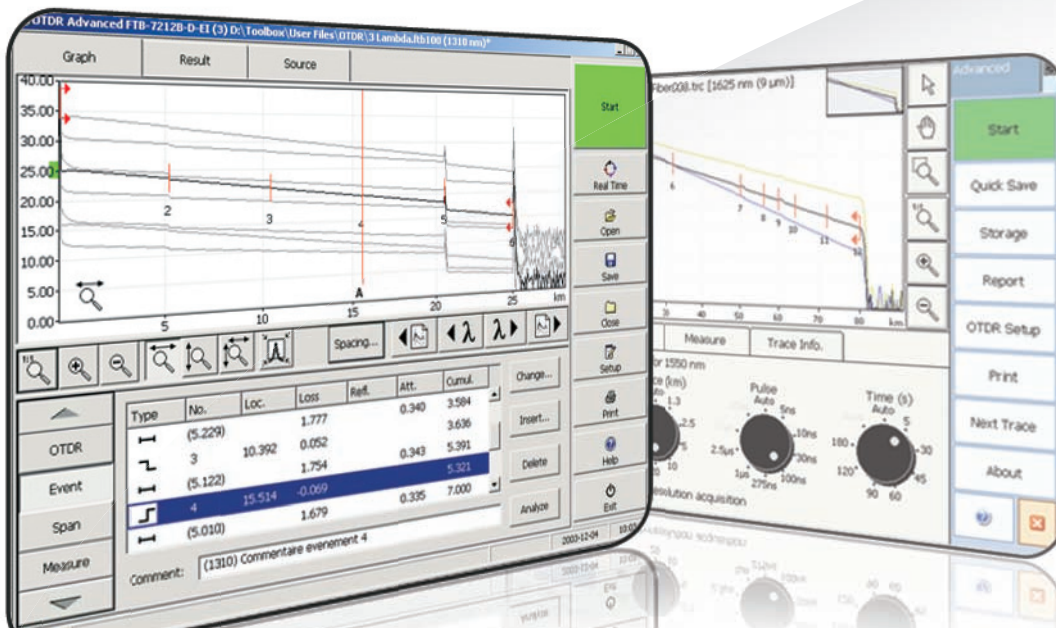 OTDR Advanced FTB-7212B-D-EI (3) D:\Toolbox\User Files\OTDR\3 Lambda.ftb100 (1310 nm)*
Graph Result Source
40.00
35.00
30.00
25.00
20.00
15.00
10.00
5.00
0.00
2 3 4 5 6
A
5 10 15 20 25 km
Spacing... λ λ
Type No. Loc. Loss Refl. Att. Cumul.
(5.229) 1.777 0.340 3.584
3 10.392 0.052 3.636
(5.122) 1.754 0.343 5.391
4 15.514 -0.069 5.321
(5.010) 1.679 0.335 7.000
Comment: (1310) Commentaire evenement 4
OTDR
Event
Span
Measure
Change...
Insert...
Delete
Analyze
Start
Real Time
Open
Save
Close
Setup
Print
Help
Exit
2003-12-04
Fiber008.trc [1625 nm (9 µm)]
6 7 8 9 10 11 12
30 40 50 60 70 80 km
Measure Trace Info.
or 1550 nm
(km)
1.3
2.5
10
Pulse
Auto 5ns
10ns
30ns
100ns
275ns
1µs
2.5µs
Time (s)
Auto 5
30
45
60
90
120
180
esolution acquisition
Advanced
Start
Quick Save
Storage
Report
OTDR Setup
Print
Next Trace
About